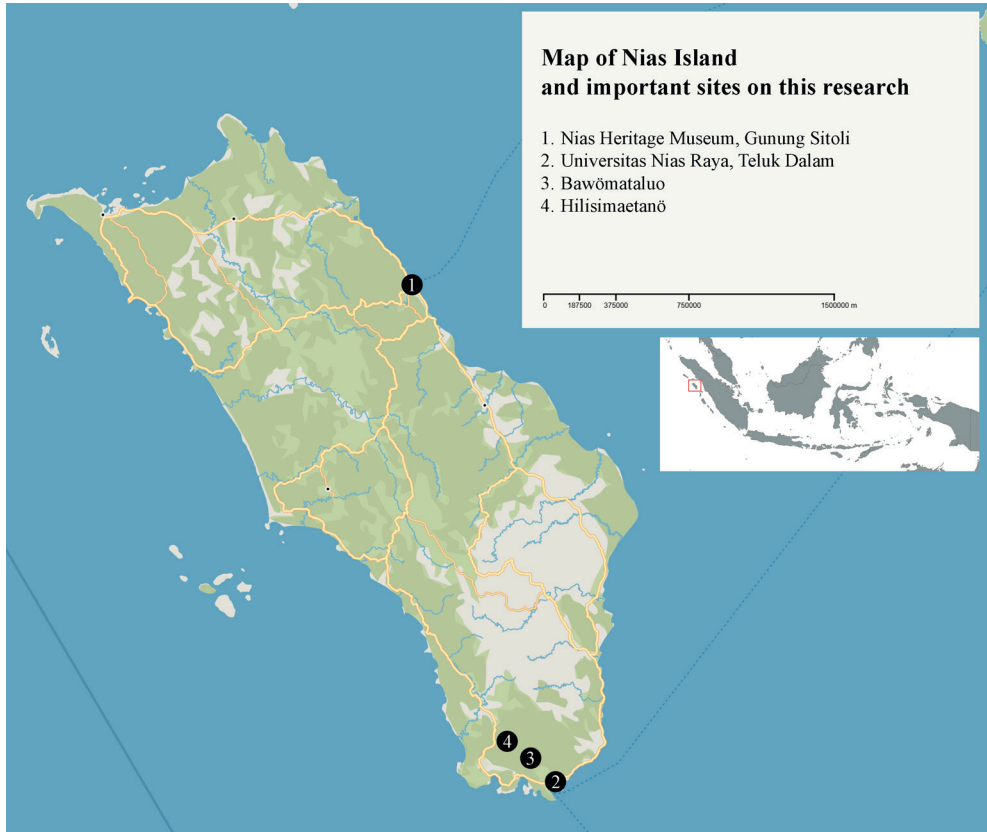 Map of Nias Island
and important sites on this research
1. Nias Heritage Museum, Gunung Sitoli
2. Universitas Nias Raya, Teluk Dalam
3. Bawömataluo
4. Hilisimaetanö
0 187500 375000 750000 1500000 m
1
4
3
2